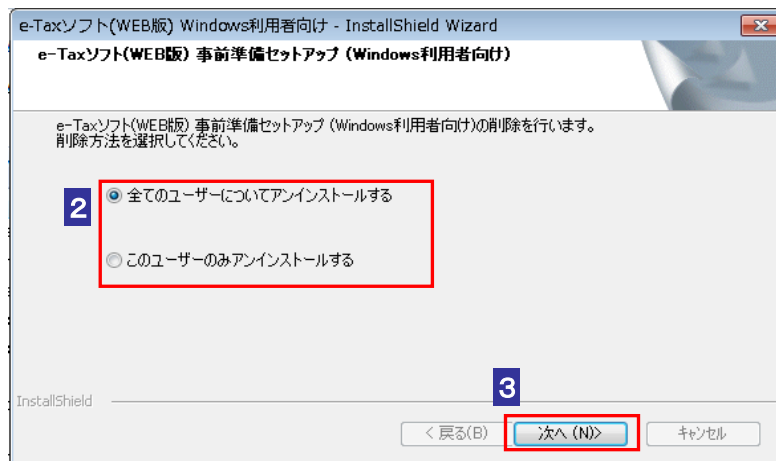 e-Taxソフト(WEB版) Windows利用者向け - InstallShield Wizard
e-Taxソフト(WEB版) 事前準備セットアップ (Windows利用者向け)
e-Taxソフト(WEB版) 事前準備セットアップ (Windows利用者向け)の削除を行います。
削除方法を選択してください。
2
全てのユーザーについてアンインストールする
このユーザーのみアンインストールする
3
InstallShield
< 戻る(B)
次へ (N)>
キャンセル